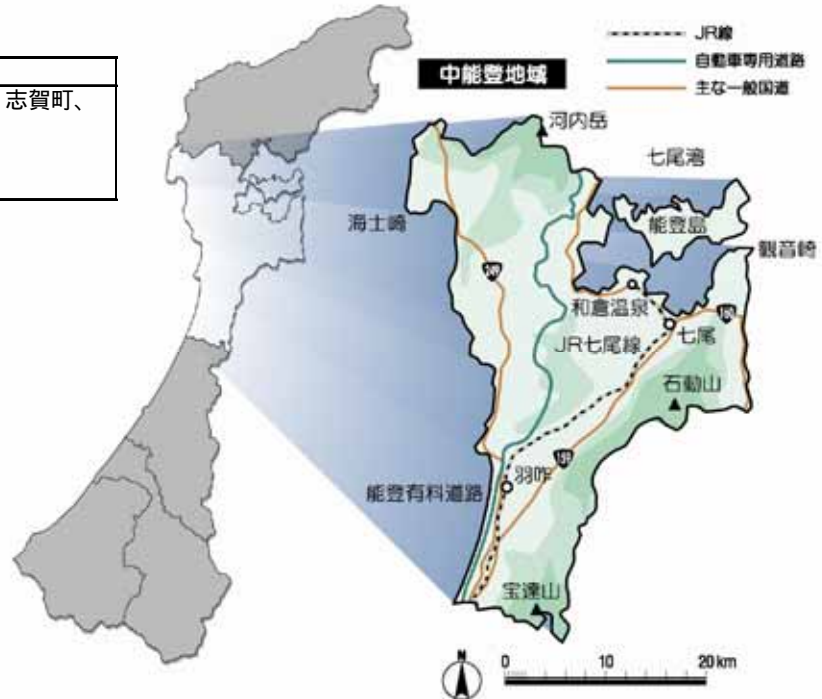 志賀町、
JR線
自動車専用道路
主な一般国道
中能登地域
河内岳
七尾湾
能登島
海士崎
観音崎
249
和倉温泉
160
七尾
JR七尾線
石動山
159
羽咋
能登有料道路
宝達山
N
0 10 20km